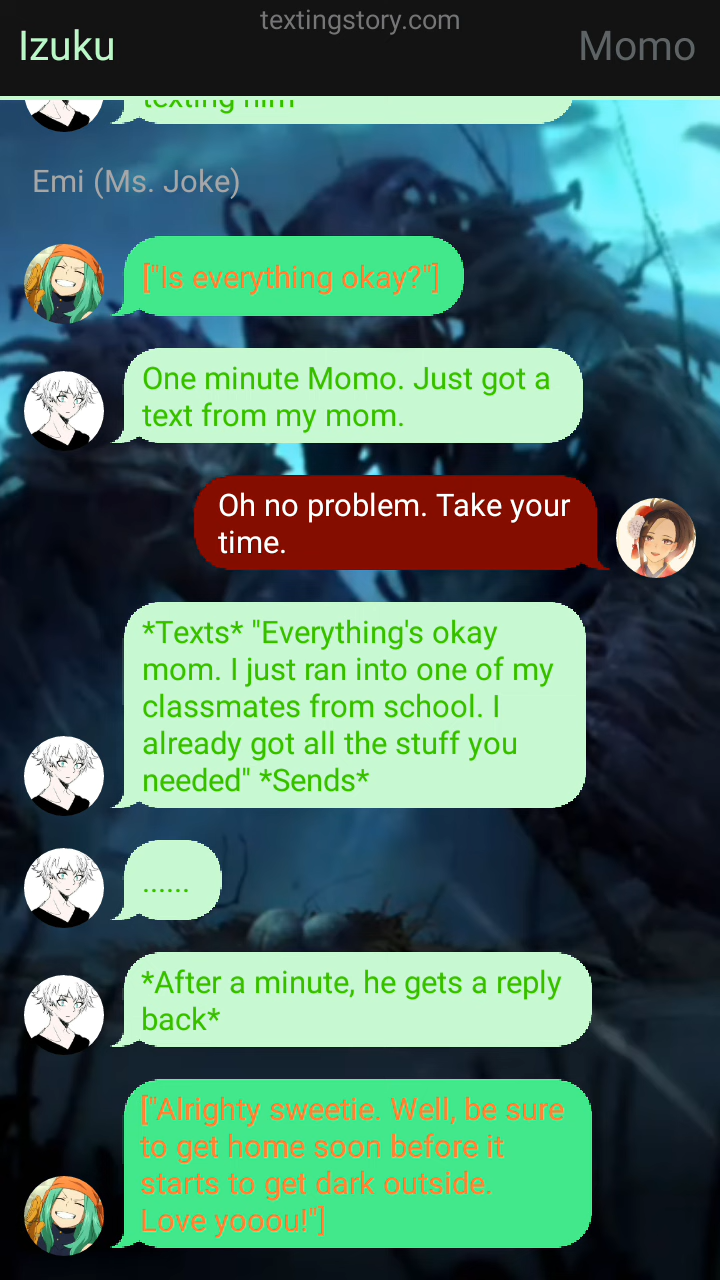 textingstory.com
Izuku
Momo
texting him
Emi (Ms. Joke)
["Is everything okay?"]
One minute Momo. Just got a
text from my mom.
Oh no problem. Take your
time.
*Texts* "Everything's okay
mom. I just ran into one of my
classmates from school. I
already got all the stuff you
needed" *Sends*
......
*After a minute, he gets a reply
back*
["Alrighty sweetie. Well, be sure
to get home soon before it
starts to get dark outside.
Love yooou!"]